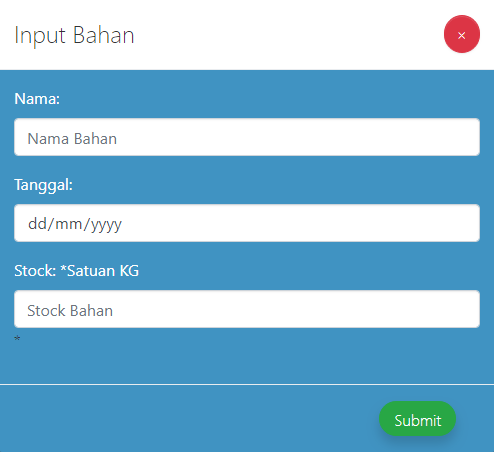 Input Bahan
×
Nama:
Nama Bahan
Tanggal:
dd/mm/yyyy
Stock: *Satuan KG
Stock Bahan
*
Submit